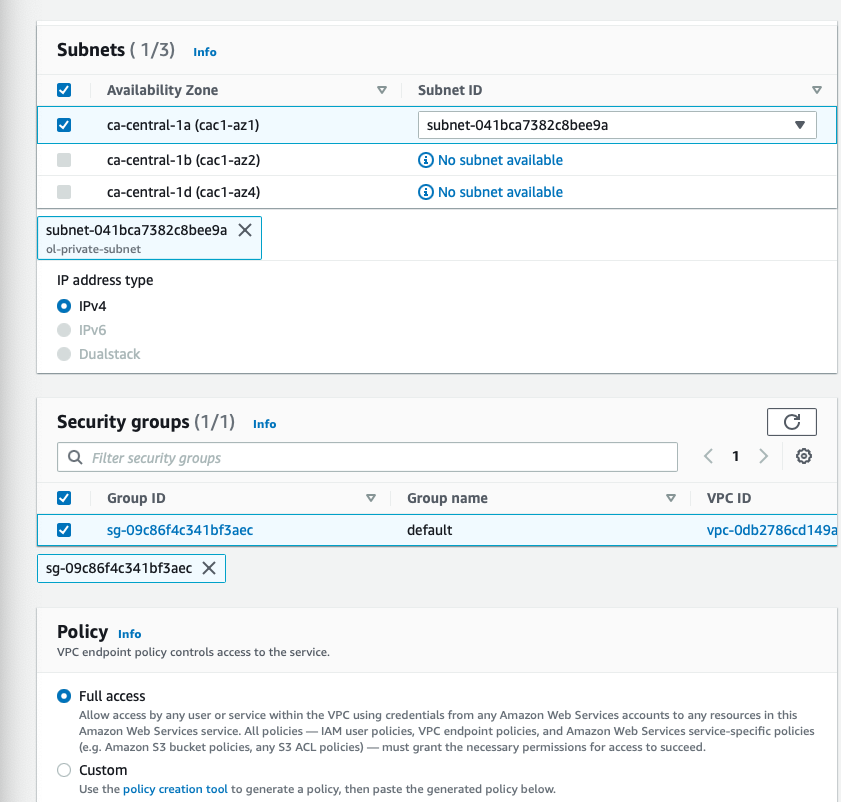 Subnets ( 1/3) Info
Availability Zone Subnet ID
ca-central-1a (cac1-az1) subnet-041bca7382c8bee9a
ca-central-1b (cac1-az2) No subnet available
ca-central-1d (cac1-az4) No subnet available
subnet-041bca7382c8bee9a
ol-private-subnet
IP address type
IPv4
IPv6
Dualstack
Security groups (1/1) Info
Filter security groups 1
Group ID Group name VPC ID
sg-09c86f4c341bf3aec default vpc-0db2786cd149a
sg-09c86f4c341bf3aec
Policy Info
VPC endpoint policy controls access to the service.
Full access
Allow access by any user or service within the VPC using credentials from any Amazon Web Services accounts to any resources in this
Amazon Web Services service. All policies — IAM user policies, VPC endpoint policies, and Amazon Web Services service-specific policies
(e.g. Amazon S3 bucket policies, any S3 ACL policies) — must grant the necessary permissions for access to succeed.
Custom
Use the policy creation tool to generate a policy, then paste the generated policy below.